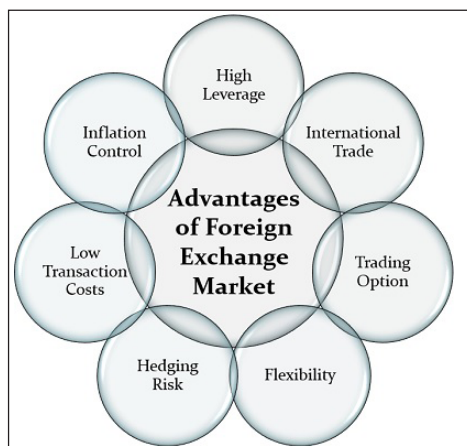 Advantages
of Foreign
Exchange
Market
High
Leverage
International
Trade
Trading
Option
Flexibility
Hedging
Risk
Low
Transaction
Costs
Inflation
Control